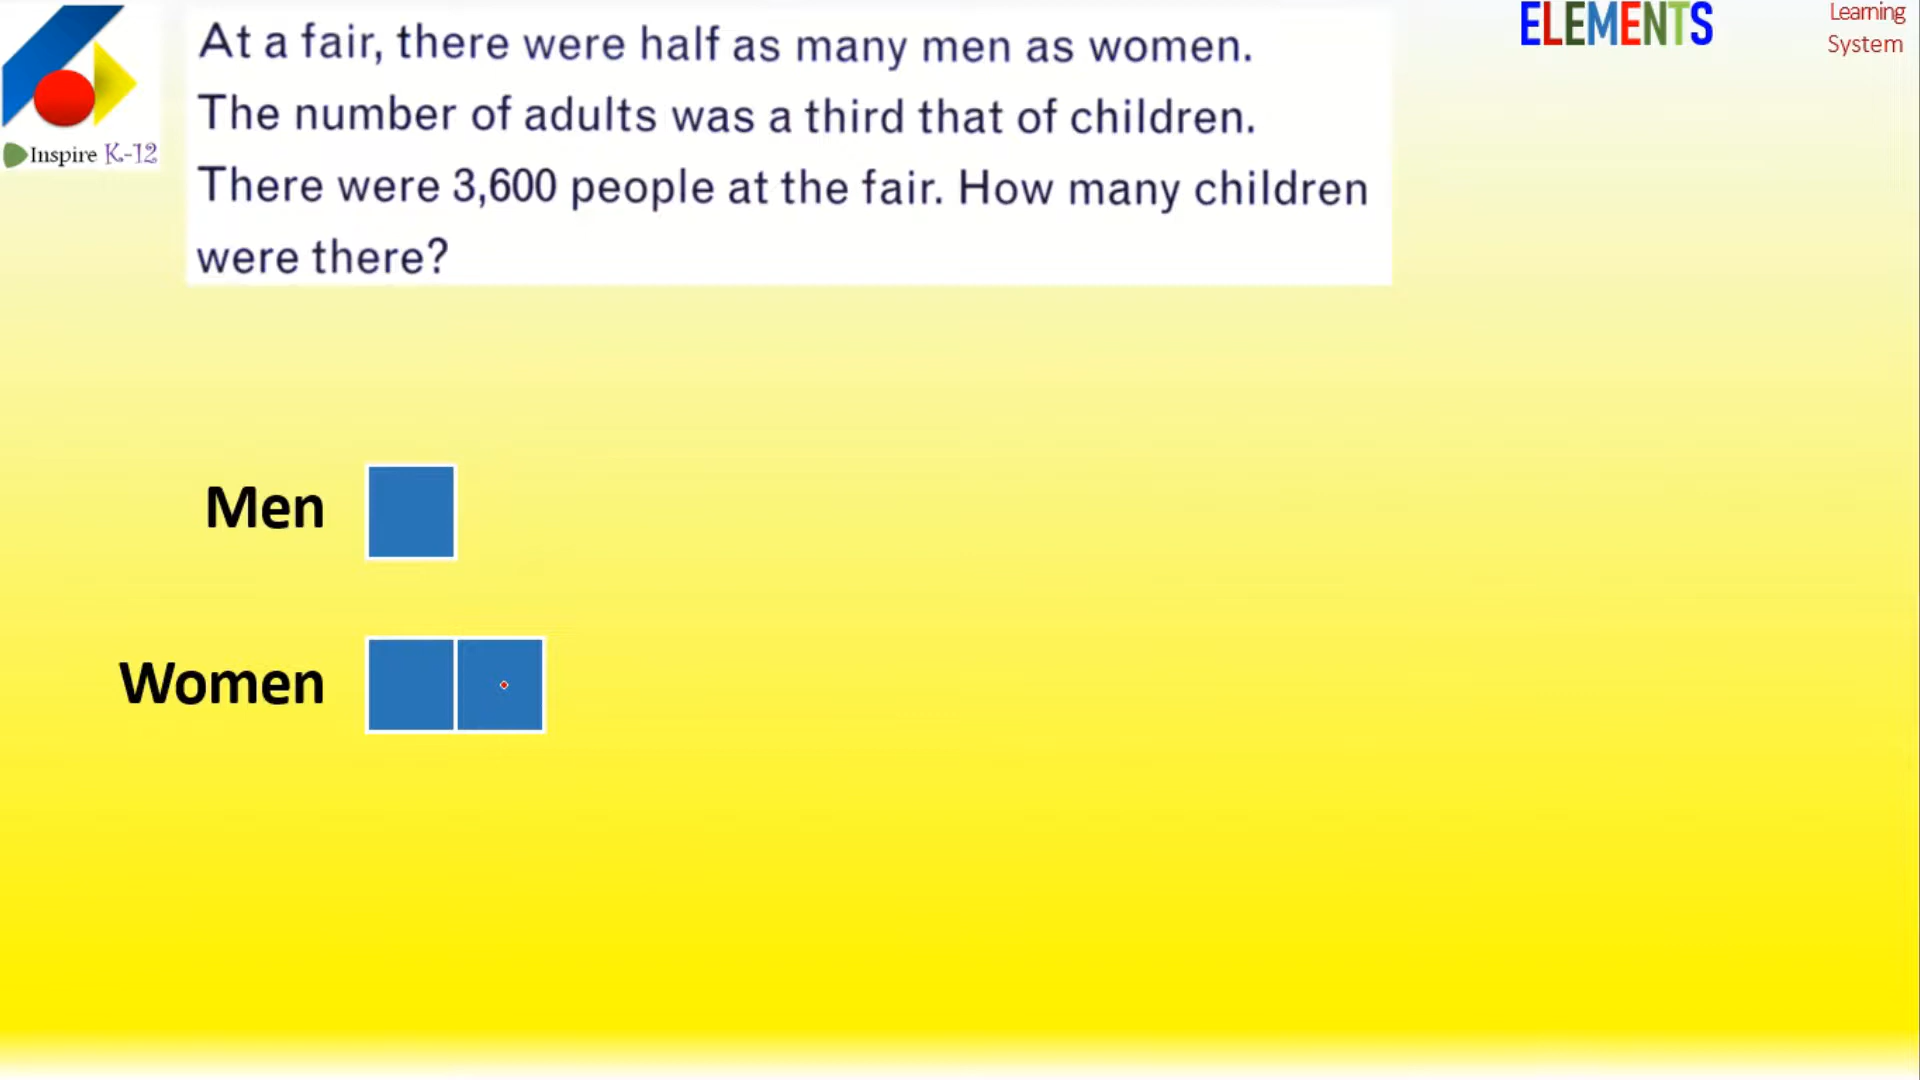 At a fair, there were half as many men as women.
The number of adults was a third that of children.
There were 3,600 people at the fair. How many children
were there?
Inspire K-12
ELEMENTS
Learning
System
Men
Women